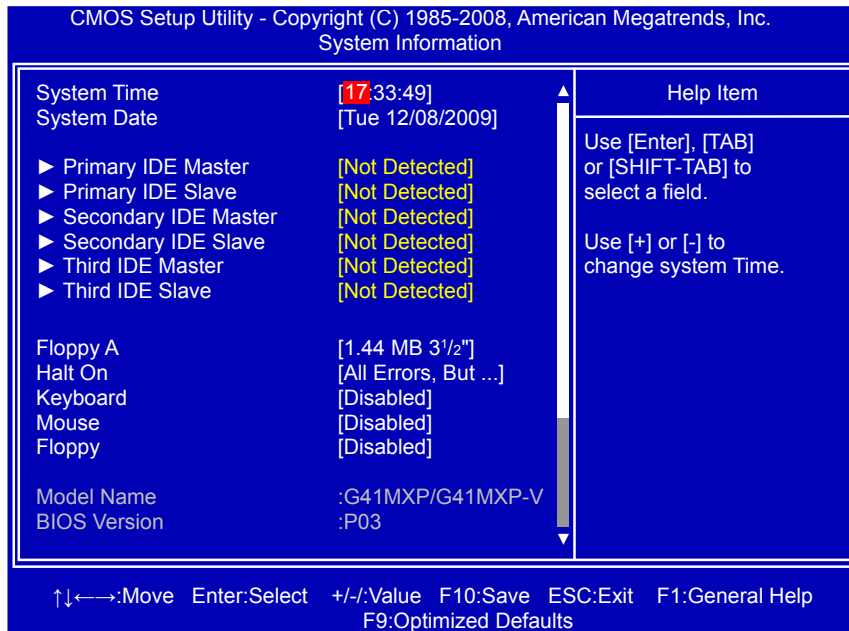 CMOS Setup Utility - Copyright (C) 1985-2008, American Megatrends, Inc.
System Information
System Time [17:33:49]
System Date [Tue 12/08/2009]
► Primary IDE Master [Not Detected]
► Primary IDE Slave [Not Detected]
► Secondary IDE Master [Not Detected]
► Secondary IDE Slave [Not Detected]
► Third IDE Master [Not Detected]
► Third IDE Slave [Not Detected]
Floppy A [1.44 MB 3¹/₂"]
Halt On [All Errors, But ...]
Keyboard [Disabled]
Mouse [Disabled]
Floppy [Disabled]
Model Name :G41MXP/G41MXP-V
BIOS Version :P03
Help Item
Use [Enter], [TAB]
or [SHIFT-TAB] to
select a field.
Use [+] or [-] to
change system Time.
↑↓←→:Move Enter:Select +/-/:Value F10:Save ESC:Exit F1:General Help
F9:Optimized Defaults